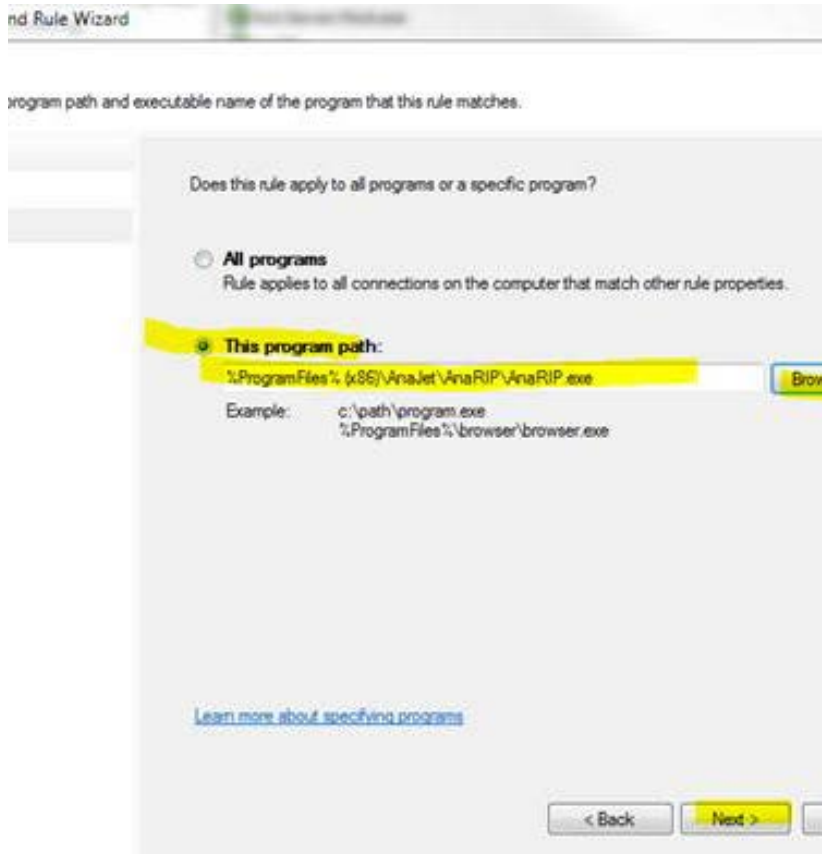 nd Rule Wizard
program path and executable name of the program that this rule matches.
Does this rule apply to all programs or a specific program?
All programs
Rule applies to all connections on the computer that match other rule properties.
This program path:
%ProgramFiles% (x86)\AnaJet\AnaRIP\AnaRIP.exe
Brow
Example: c:\path\program.exe
%ProgramFiles%\browser\browser.exe
Learn more about specifying programs
< Back Next >